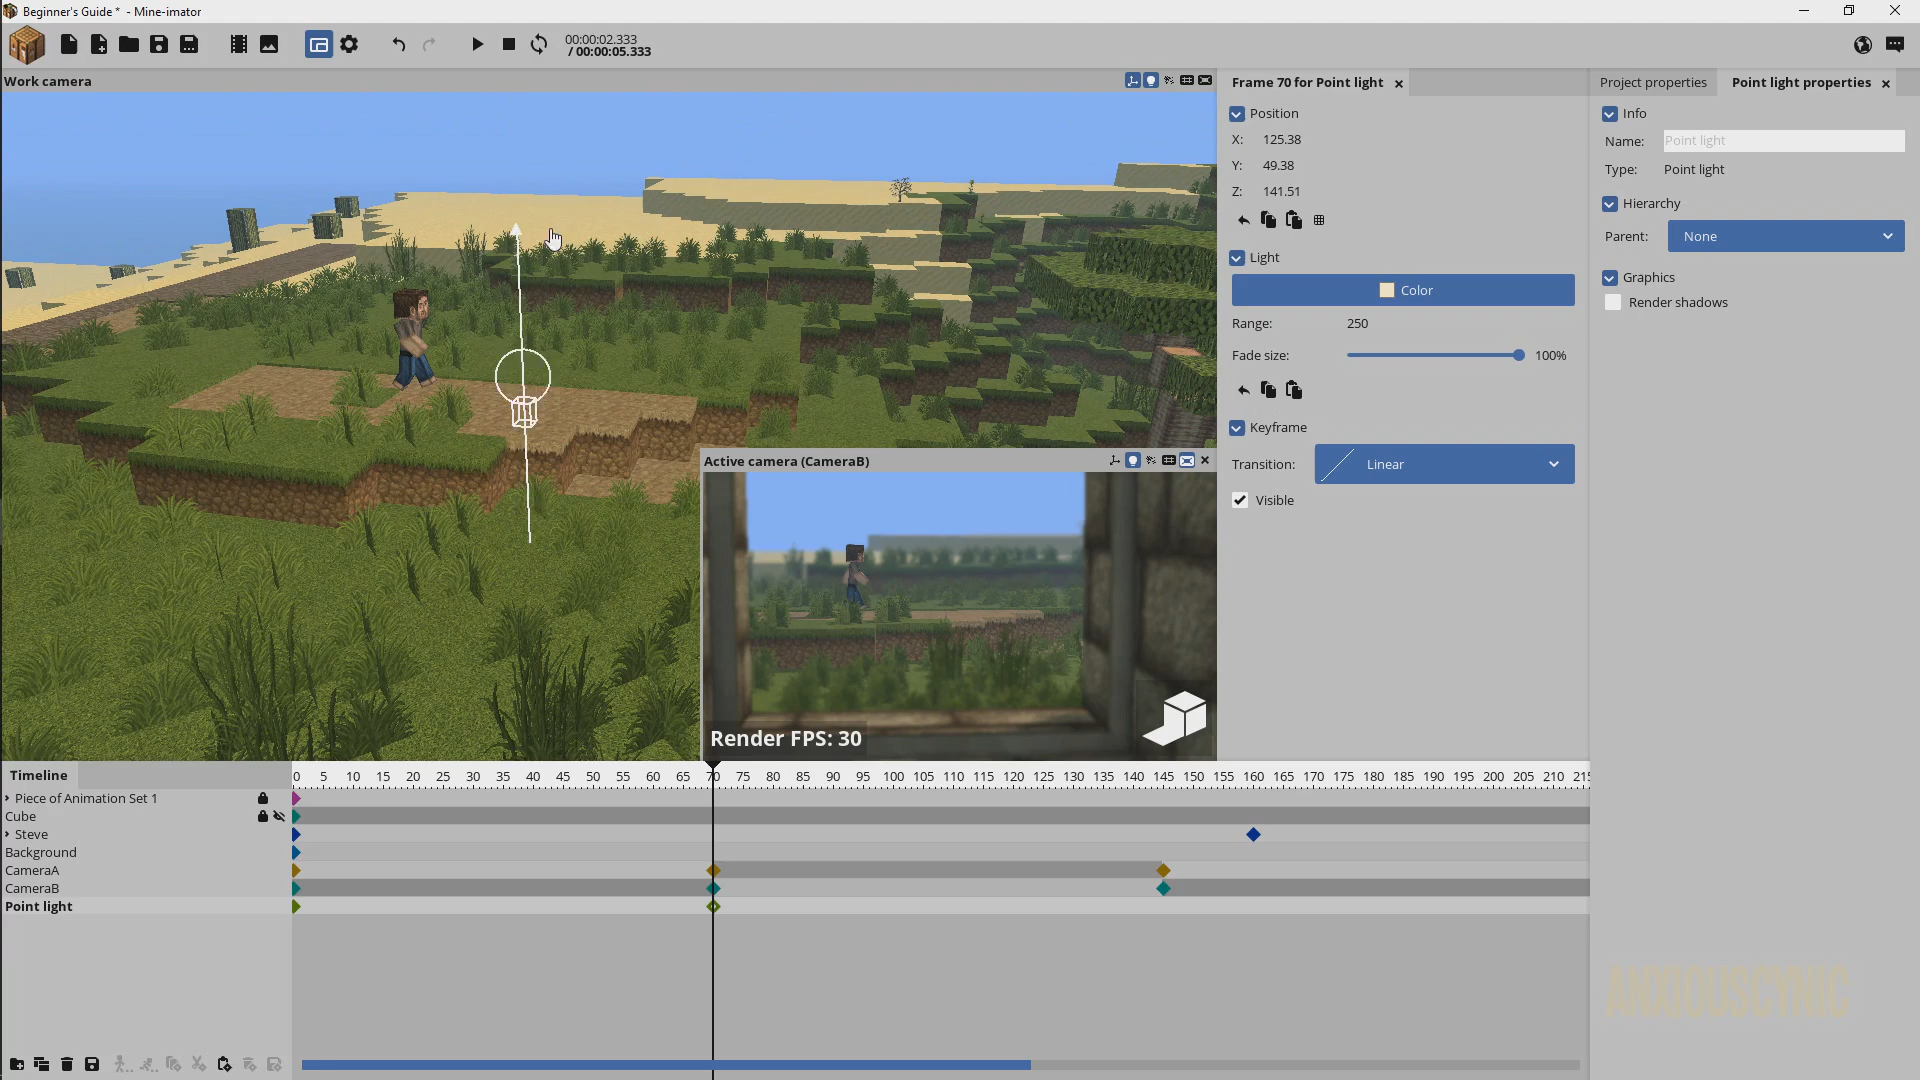 Beginner's Guide * - Mine-imator
00:00:02.333
/ 00:00:05.333
Work camera
Frame 70 for Point light
Position
X: 125.38
Y: 49.38
Z: 141.51
Light
Color
Range: 250
Fade size: 100%
Keyframe
Transition: Linear
Visible
Project properties
Point light properties
Info
Name: Point light
Type: Point light
Hierarchy
Parent: None
Graphics
Render shadows
Active camera (CameraB)
Render FPS: 30
Timeline
0 5 10 15 20 25 30 35 40 45 50 55 60 65 70 75 80 85 90 95 100 105 110 115 120 125 130 135 140 145 150 155 160 165 170 175 180 185 190 195 200 205 210 215
Piece of Animation Set 1
Cube
Steve
Background
CameraA
CameraB
Point light
ANXIOUSCYNIC